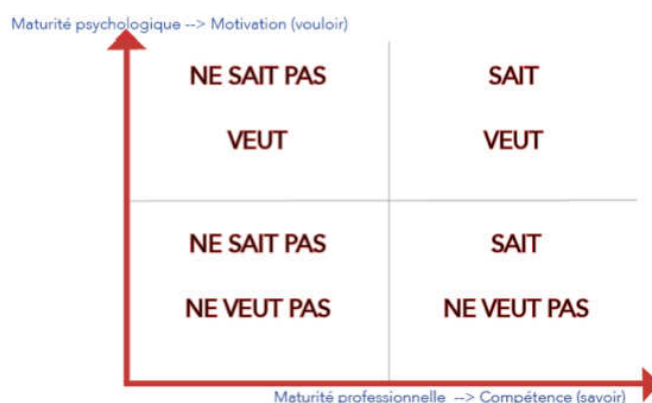 Maturité psychologique --> Motivation (vouloir)
NE SAIT PAS
VEUT
SAIT
VEUT
NE SAIT PAS
NE VEUT PAS
SAIT
NE VEUT PAS
Maturité professionnelle --> Compétence (savoir)